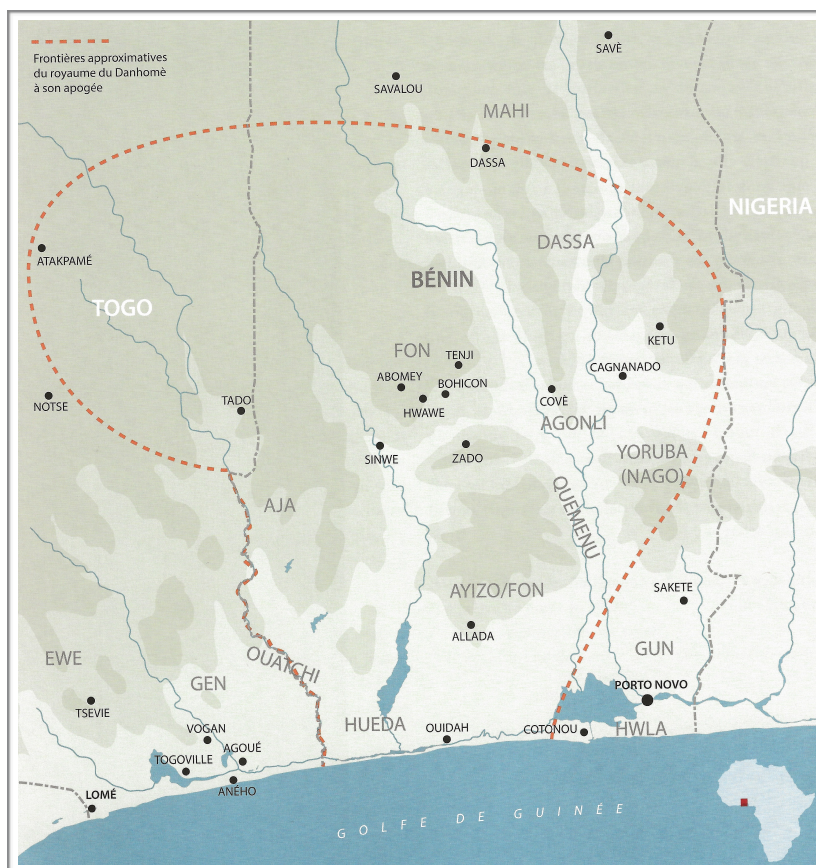 Frontières approximatives
du royaume du Danhomè
à son apogée
SAVÈ
SAVALOU
MAHI
DASSA
NIGERIA
DASSA
ATAKPAMÉ
BÉNIN
TOGO
KETU
FON
TENJI
CAGNANADO
ABOMEY
BOHICON
NOTSE
TADO
HWAWE
COVÈ
AGONLI
SINWE
ZADO
YORUBA
(NAGO)
QUEMENU
AJA
AYIZO/FON
SAKETE
ALLADA
EWE
OUATCHI
GUN
GEN
PORTO NOVO
TSEVIE
HUEDA
VOGAN
OUIDAH
COTONOU
HWLA
AGOUÉ
TOGOVILLE
ANÉHO
LOMÉ
GOLFE DE GUINÉE